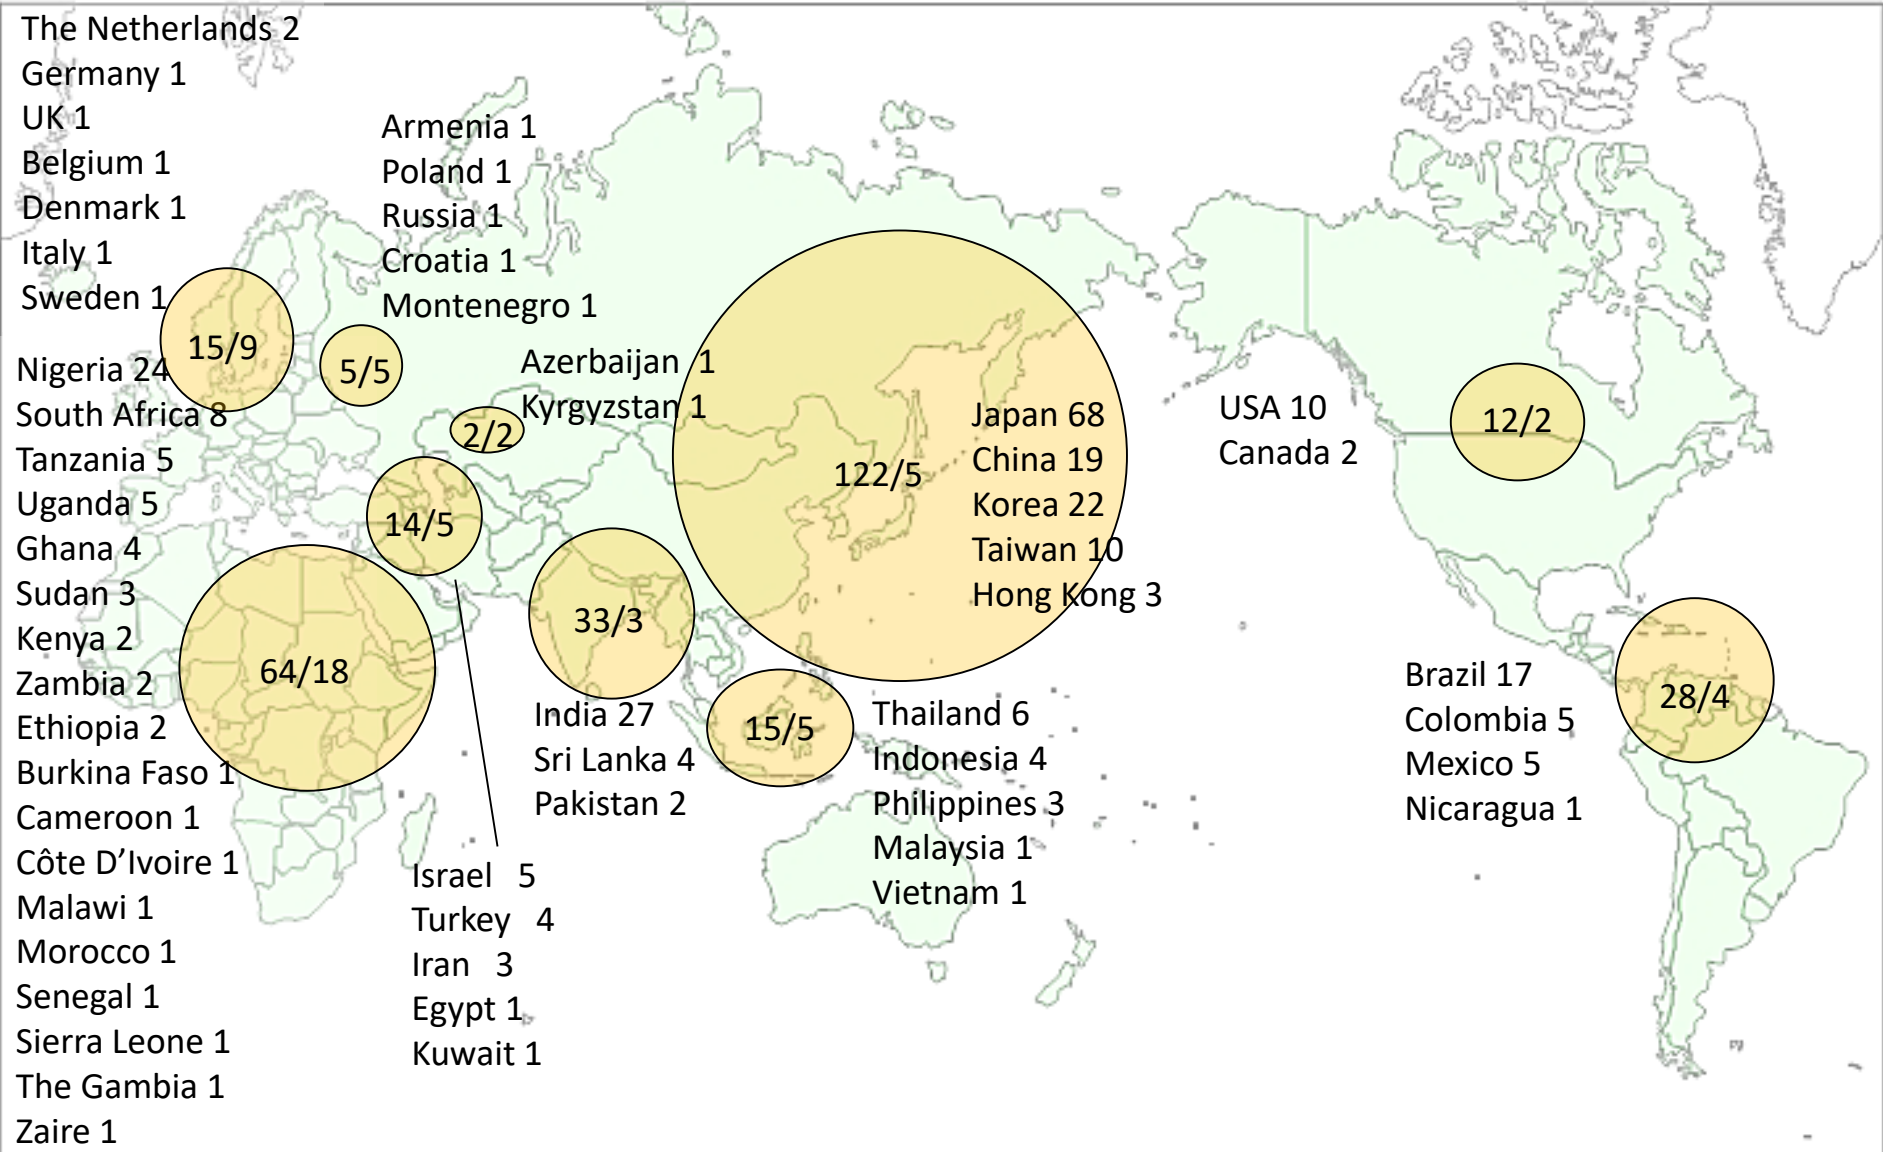 The Netherlands 2
Germany 1
UK 1
Belgium 1
Denmark 1
Italy 1
Sweden 1
15/9
Armenia 1
Poland 1
Russia 1
Croatia 1
Montenegro 1
5/5
Azerbaijan 1
Kyrgyzstan 1
2/2
Nigeria 24
South Africa 8
Tanzania 5
Uganda 5
Ghana 4
Sudan 3
Kenya 2
Zambia 2
Ethiopia 2
Burkina Faso 1
Cameroon 1
Côte D’Ivoire 1
Malawi 1
Morocco 1
Senegal 1
Sierra Leone 1
The Gambia 1
Zaire 1
64/18
14/5
Israel 5
Turkey 4
Iran 3
Egypt 1
Kuwait 1
33/3
India 27
Sri Lanka 4
Pakistan 2
122/5
Japan 68
China 19
Korea 22
Taiwan 10
Hong Kong 3
15/5
Thailand 6
Indonesia 4
Philippines 3
Malaysia 1
Vietnam 1
USA 10
Canada 2
12/2
Brazil 17
Colombia 5
Mexico 5
Nicaragua 1
28/4